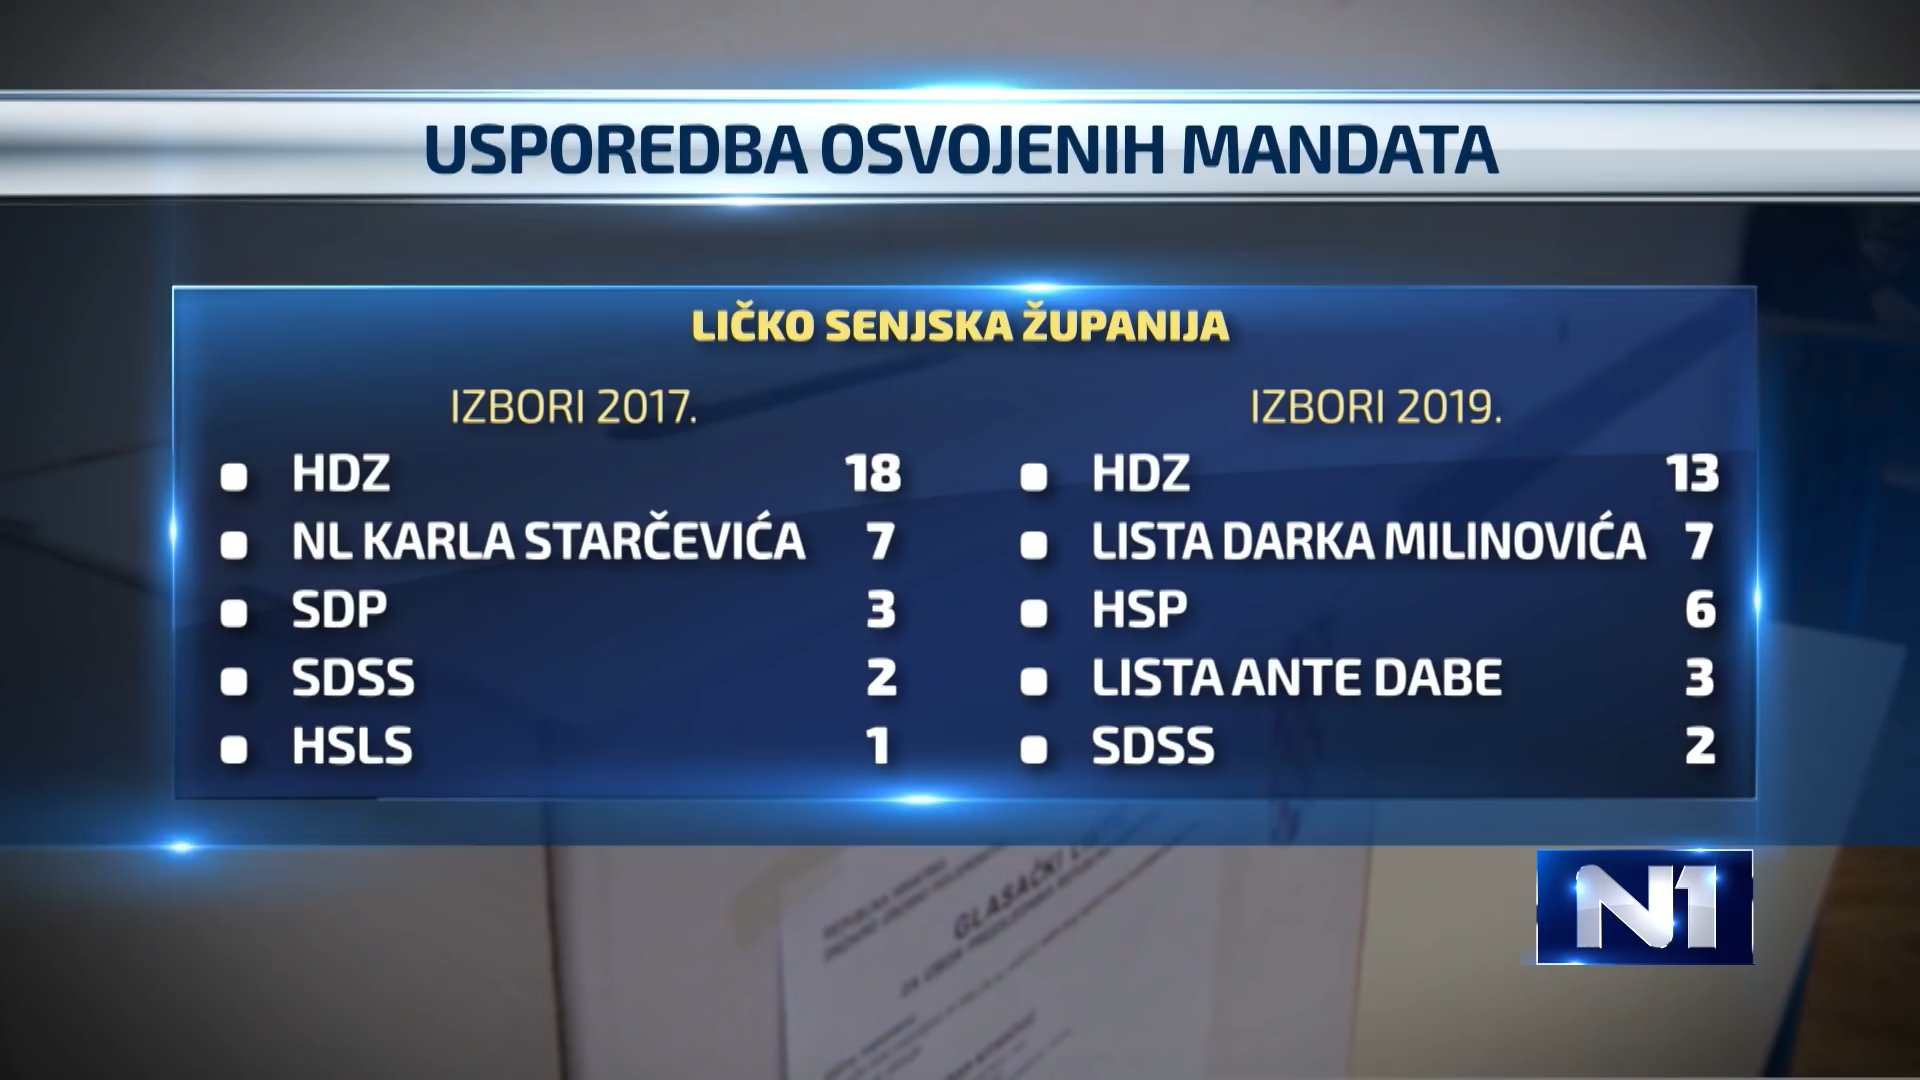 USPOREDBA OSVOJENIH MANDATA
LIČKO SENJSKA ŽUPANIJA
IZBORI 2017.
HDZ 18
NL KARLA STARČEVIĆA 7
SDP 3
SDSS 2
HSLS 1
IZBORI 2019.
HDZ 13
LISTA DARKA MILINOVIĆA 7
HSP 6
LISTA ANTE DABE 3
SDSS 2
GLASAČKI
N1